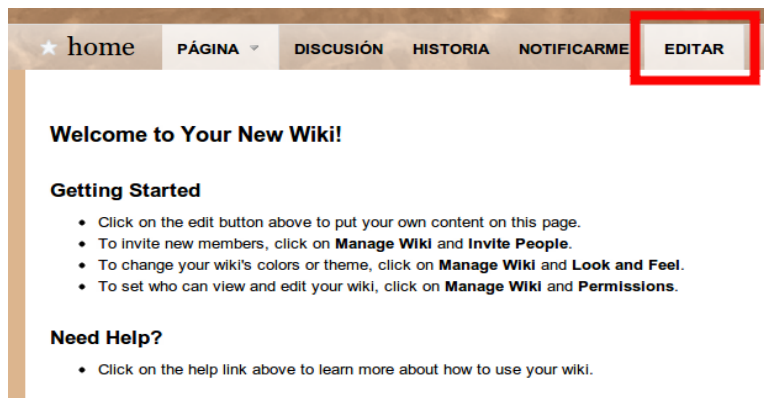 home PÁGINA DISCUSIÓN HISTORIA NOTIFICARME EDITAR
Welcome to Your New Wiki!
Getting Started
• Click on the edit button above to put your own content on this page.
• To invite new members, click on Manage Wiki and Invite People.
• To change your wiki's colors or theme, click on Manage Wiki and Look and Feel.
• To set who can view and edit your wiki, click on Manage Wiki and Permissions.
Need Help?
• Click on the help link above to learn more about how to use your wiki.